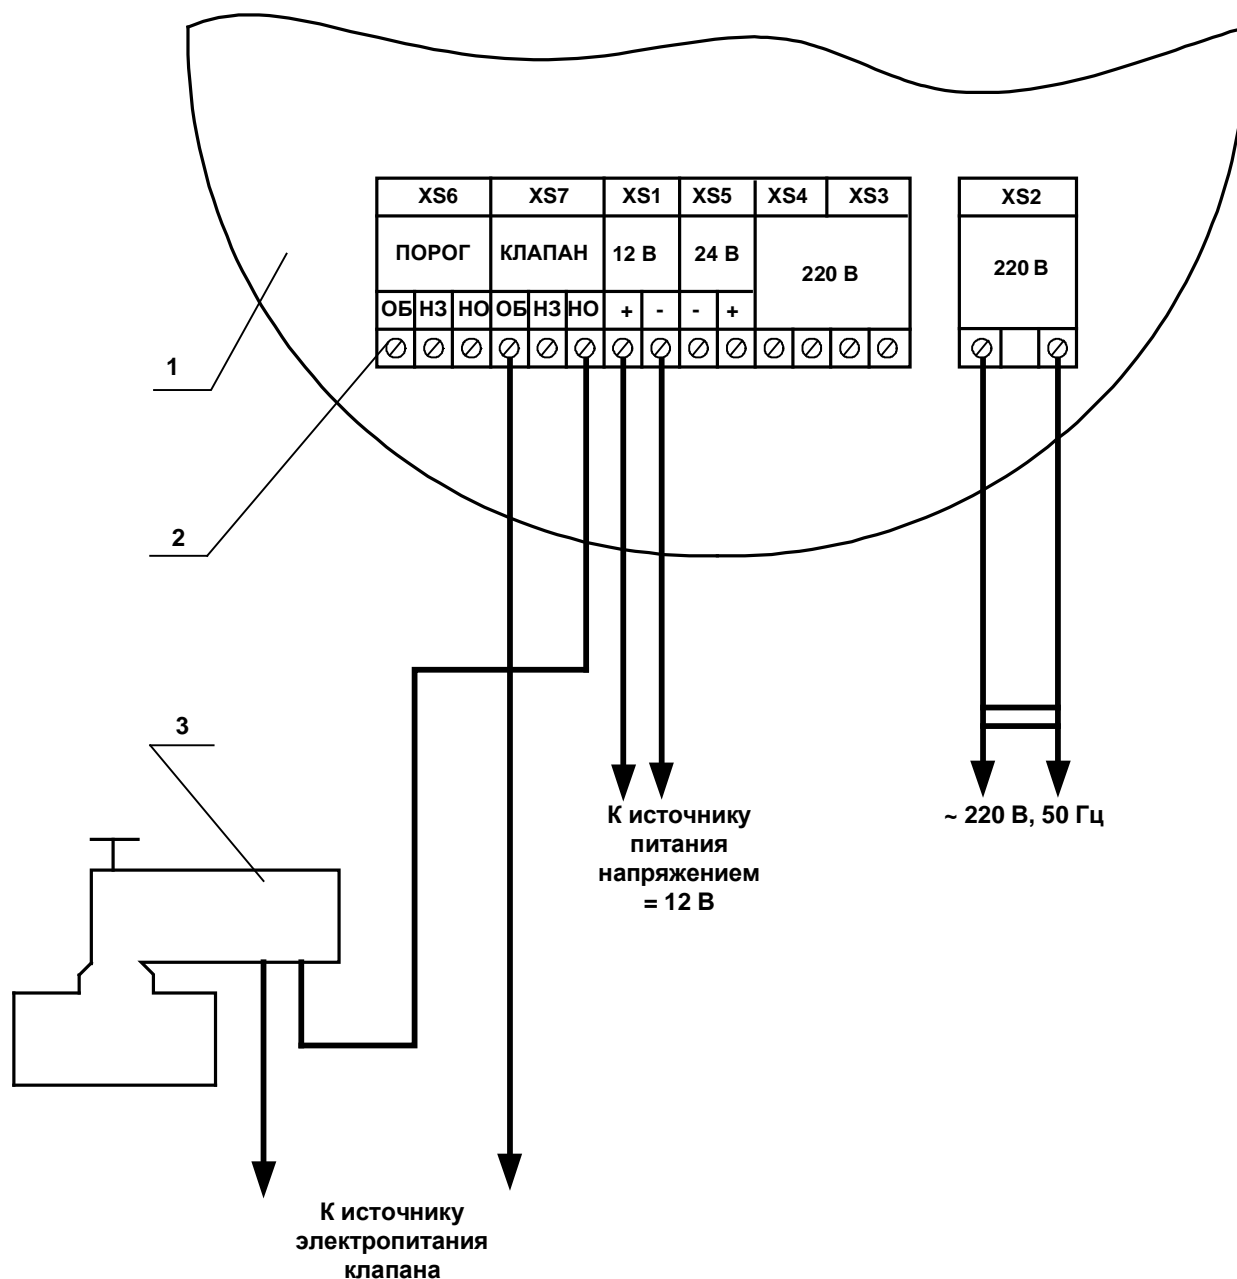 XS6 XS7 XS1 XS5 XS4 XS3 XS2
ПОРОГ КЛАПАН 12 В 24 В 220 В 220 В
ОБ НЗ НО ОБ НЗ НО + - - +
1
2
3
К источнику
питания
напряжением
= 12 В
~ 220 В, 50 Гц
К источнику
электропитания
клапана